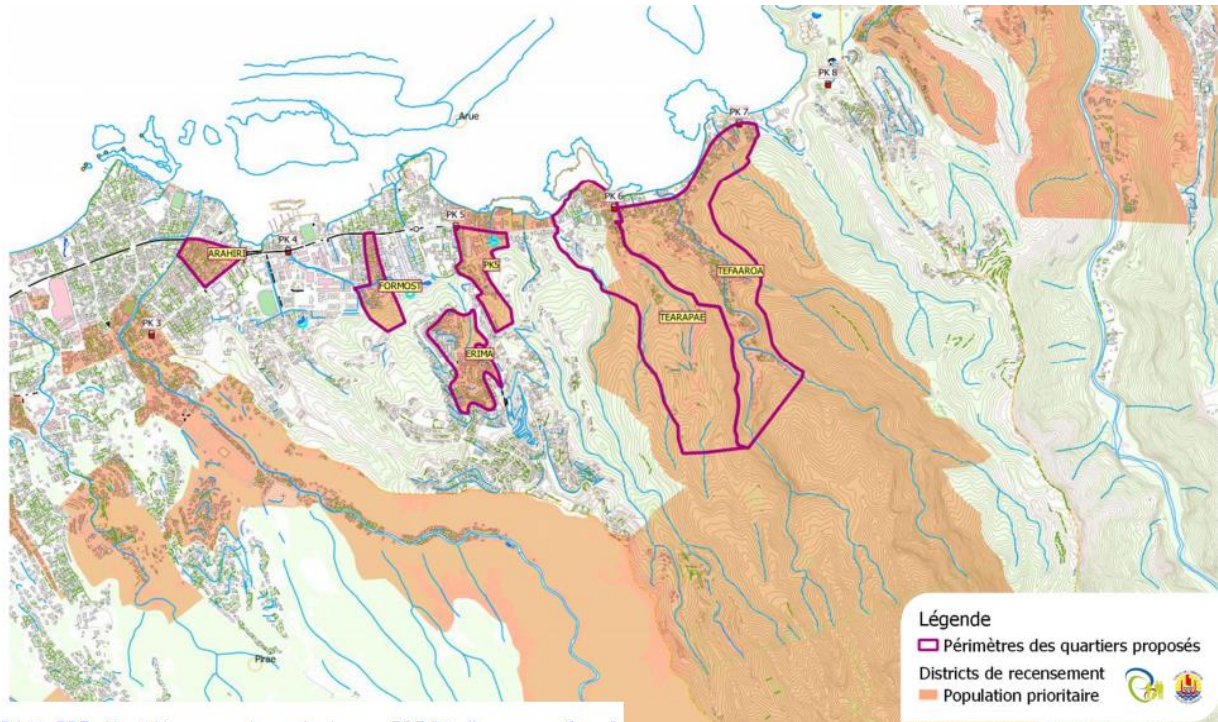 PK 8
Arue
PK 7
PK 6
PK 5
PK 4
ARAHIRI
FORMOST
PK5
TEFAAROA
TEARAPAE
PK 3
ERIMA
Pirae
Légende
Périmètres des quartiers proposés
Districts de recensement
Population prioritaire